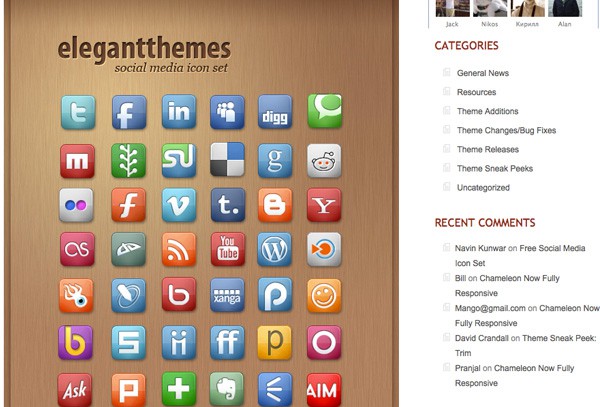 elegantthemes
social media icon set
t f in digg
m g
f t. B Y
You
Tube
b xanga
b S ff p
Ask P AIM
Jack Nikos Кирилл Alan
CATEGORIES
General News
Resources
Theme Additions
Theme Changes/Bug Fixes
Theme Releases
Theme Sneak Peeks
Uncategorized
RECENT COMMENTS
Navin Kunwar on Free Social Media
Icon Set
Bill on Chameleon Now Fully
Responsive
Mango@gmail.com on Chameleon Now
Fully Responsive
David Crandall on Theme Sneak Peek:
Trim
Pranjal on Chameleon Now Fully
Responsive